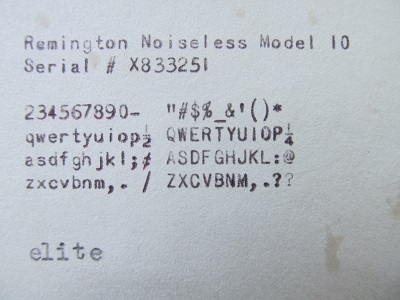 Remington Noiseless Model 10
Serial # X833251
234567890- "#$%_&'()*
qwertyuiop½ QWERTYUIOP¼
asdfghjkl;¢ ASDFGHJKL:@
zxcvbnm,. / ZXCVBNM,.??
elite